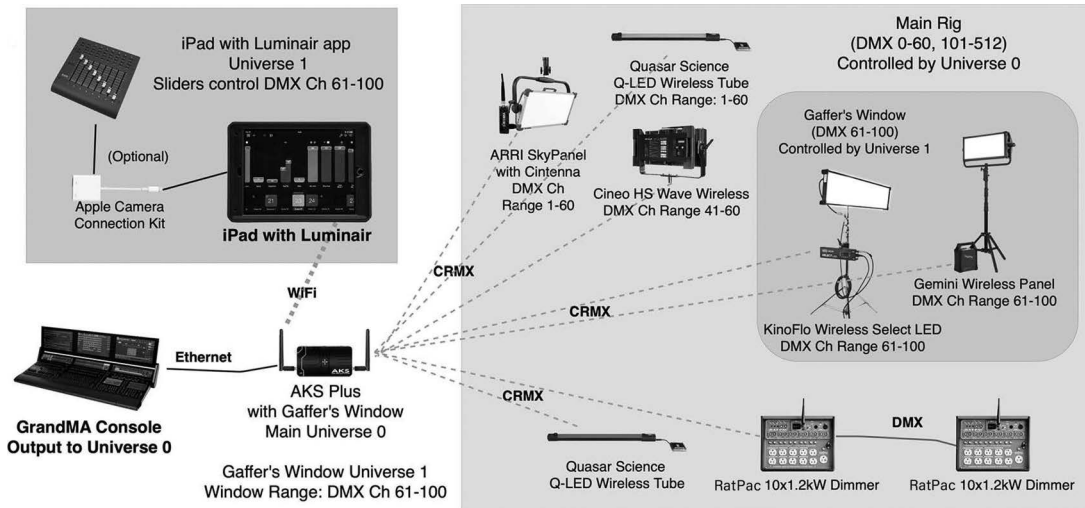 iPad with Luminair app
Universe 1
Sliders control DMX Ch 61-100
(Optional)
Apple Camera
Connection Kit
iPad with Luminair
WiFi
Ethernet
GrandMA Console
Output to Universe 0
AKS
AKS Plus
with Gaffer's Window
Main Universe 0
Gaffer's Window Universe 1
Window Range: DMX Ch 61-100
CRMX
CRMX
CRMX
Main Rig
(DMX 0-60, 101-512)
Controlled by Universe 0
Quasar Science
Q-LED Wireless Tube
DMX Ch Range: 1-60
ARRI SkyPanel
with Cintenna
DMX Ch
Range 1-60
Cineo HS Wave Wireless
DMX Ch Range 41-60
Gaffer's Window
(DMX 61-100)
Controlled by Universe 1
Gemini Wireless Panel
DMX Ch Range 61-100
KinoFlo Wireless Select LED
DMX Ch Range 61-100
Quasar Science
Q-LED Wireless Tube
DMX
RatPac 10x1.2kW Dimmer
RatPac 10x1.2kW Dimmer